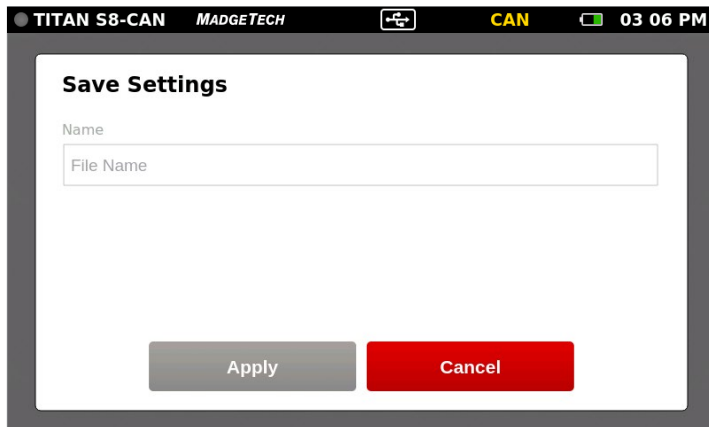 TITAN S8-CAN MADGETECH CAN 03 06 PM
Save Settings
Name
File Name
Apply Cancel